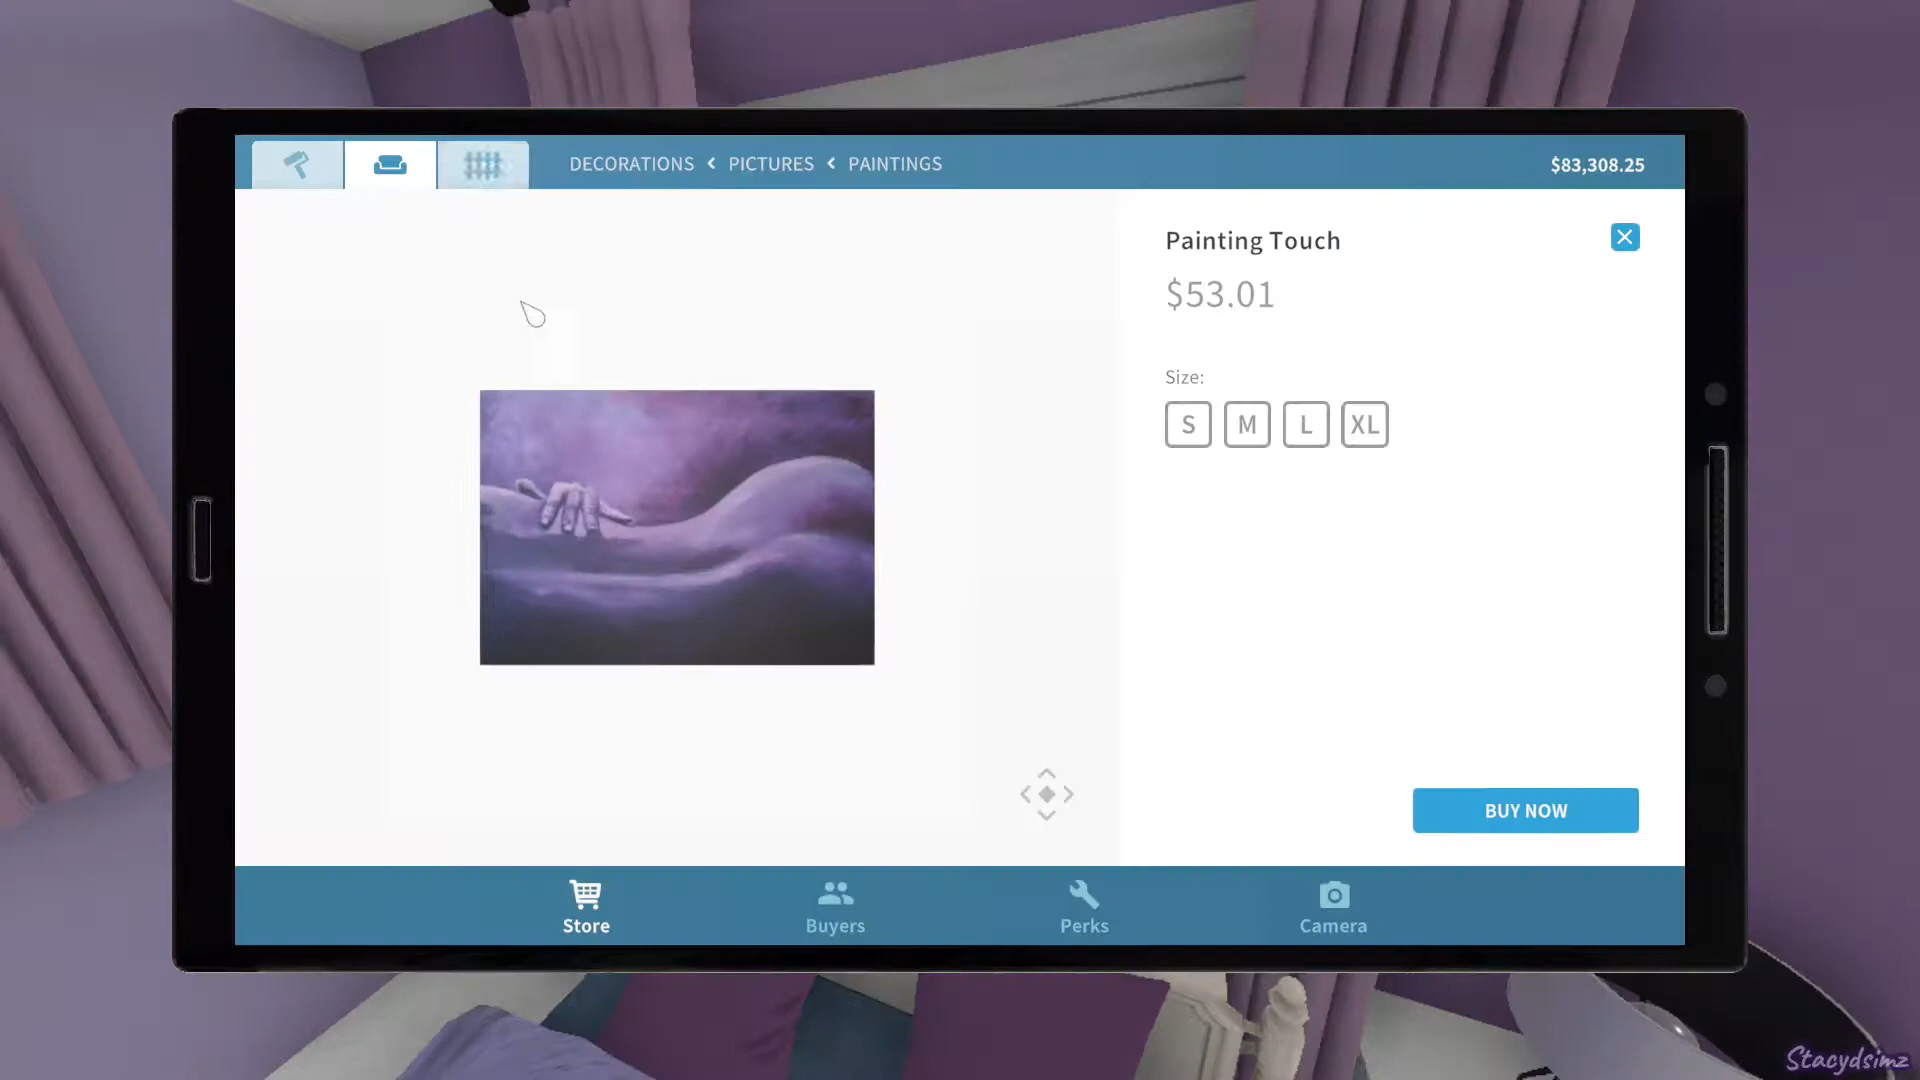 DECORATIONS < PICTURES < PAINTINGS
$83,308.25
Painting Touch
$53.01
Size:
S M L XL
BUY NOW
Store
Buyers
Perks
Camera
Stacydsimz